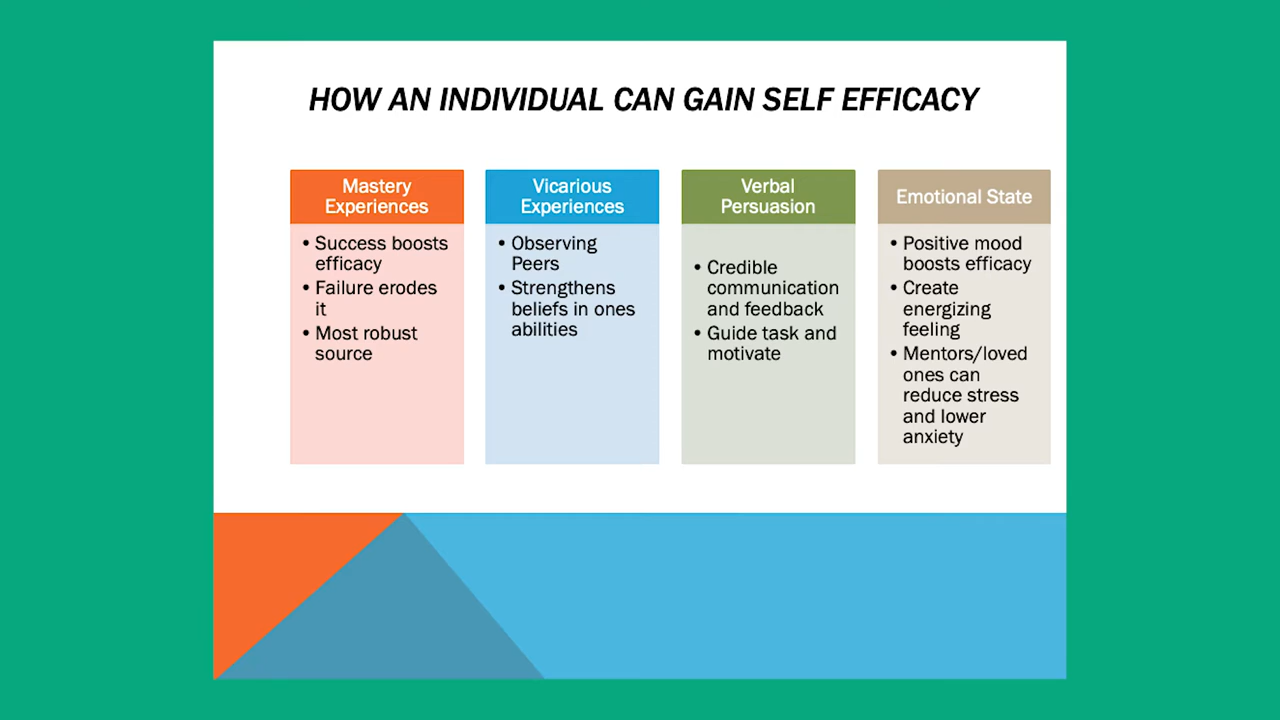 HOW AN INDIVIDUAL CAN GAIN SELF EFFICACY
Mastery
Experiences
• Success boosts
efficacy
• Failure erodes
it
• Most robust
source
Vicarious
Experiences
• Observing
Peers
• Strengthens
beliefs in ones
abilities
Verbal
Persuasion
• Credible
communication
and feedback
• Guide task and
motivate
Emotional State
• Positive mood
boosts efficacy
• Create
energizing
feeling
• Mentors/loved
ones can
reduce stress
and lower
anxiety